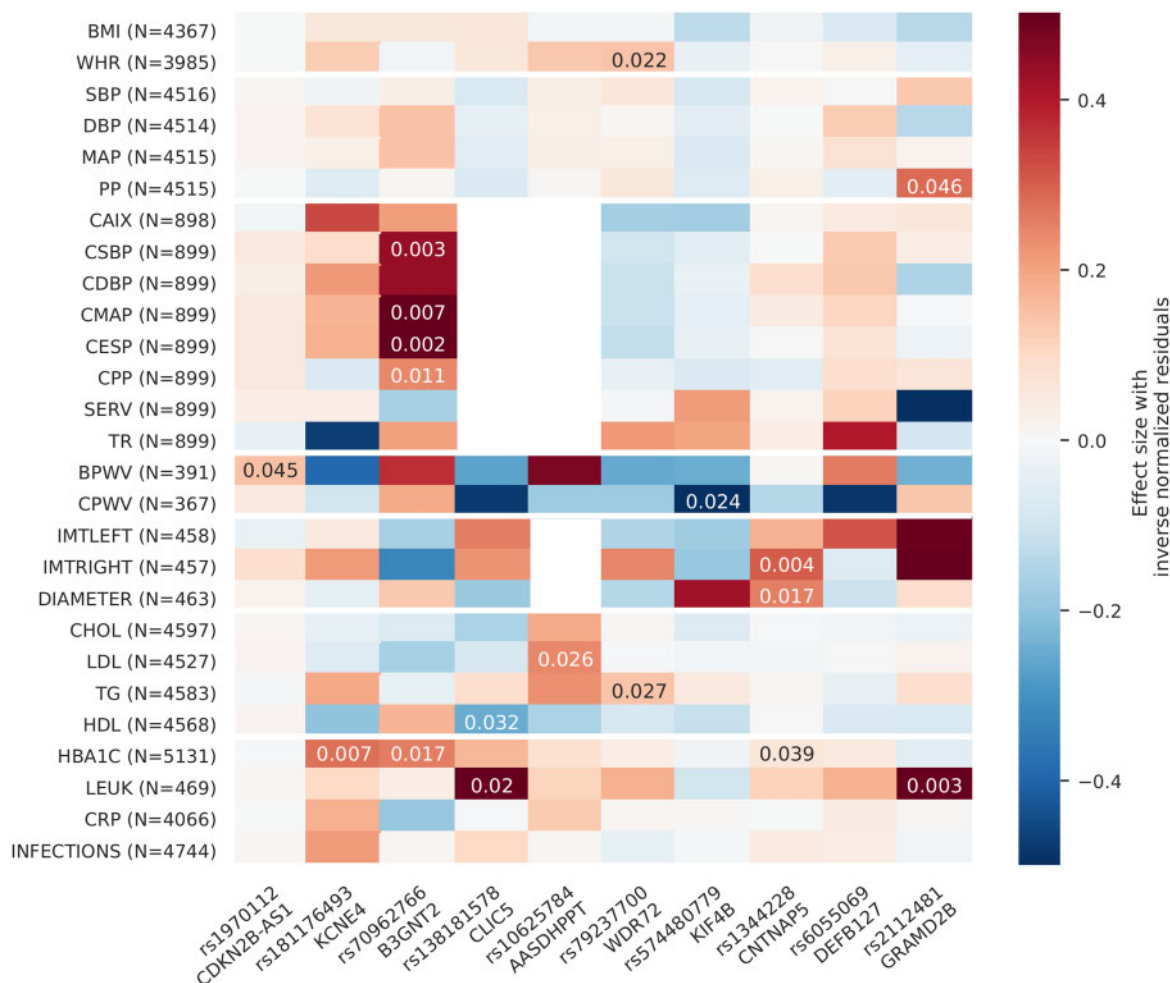 BMI (N=4367)
WHR (N=3985) 0.022
SBP (N=4516)
DBP (N=4514)
MAP (N=4515)
PP (N=4515) 0.046
CAIX (N=898)
CSBP (N=899) 0.003
CDBP (N=899)
CMAP (N=899) 0.007
CESP (N=899) 0.002
CPP (N=899) 0.011
SERV (N=899)
TR (N=899)
BPWV (N=391) 0.045
CPWV (N=367) 0.024
IMTLEFT (N=458)
IMTRIGHT (N=457) 0.004
DIAMETER (N=463) 0.017
CHOL (N=4597)
LDL (N=4527) 0.026
TG (N=4583) 0.027
HDL (N=4568) 0.032
HBA1C (N=5131) 0.007 0.017 0.039
LEUK (N=469) 0.02 0.003
CRP (N=4066)
INFECTIONS (N=4744)
rs1970112
CDKN2B-AS1
rs181176493
KCNE4
rs70962766
B3GNT2
rs138181578
CLIC5
rs10625784
AASDHPPT
rs79237700
WDR72
rs574480779
KIF4B
rs1344228
CNTNAP5
rs6055069
DEFB127
rs2112481
GRAMD2B
0.4
0.2
0.0
−0.2
−0.4
Effect size with
inverse normalized residuals